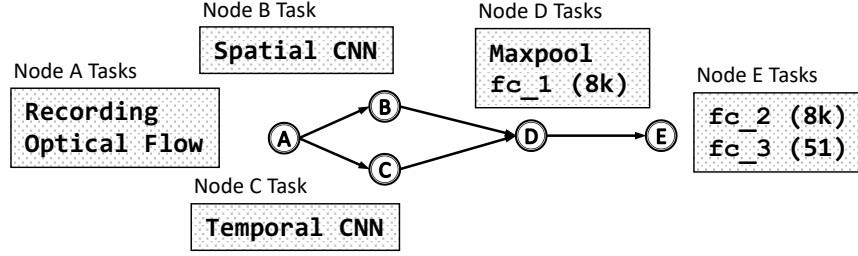 Node B Task
Spatial CNN
Node D Tasks
Maxpool
fc_1 (8k)
Node A Tasks
Recording
Optical Flow
Node E Tasks
fc_2 (8k)
fc_3 (51)
A
B
C
D
E
Node C Task
Temporal CNN